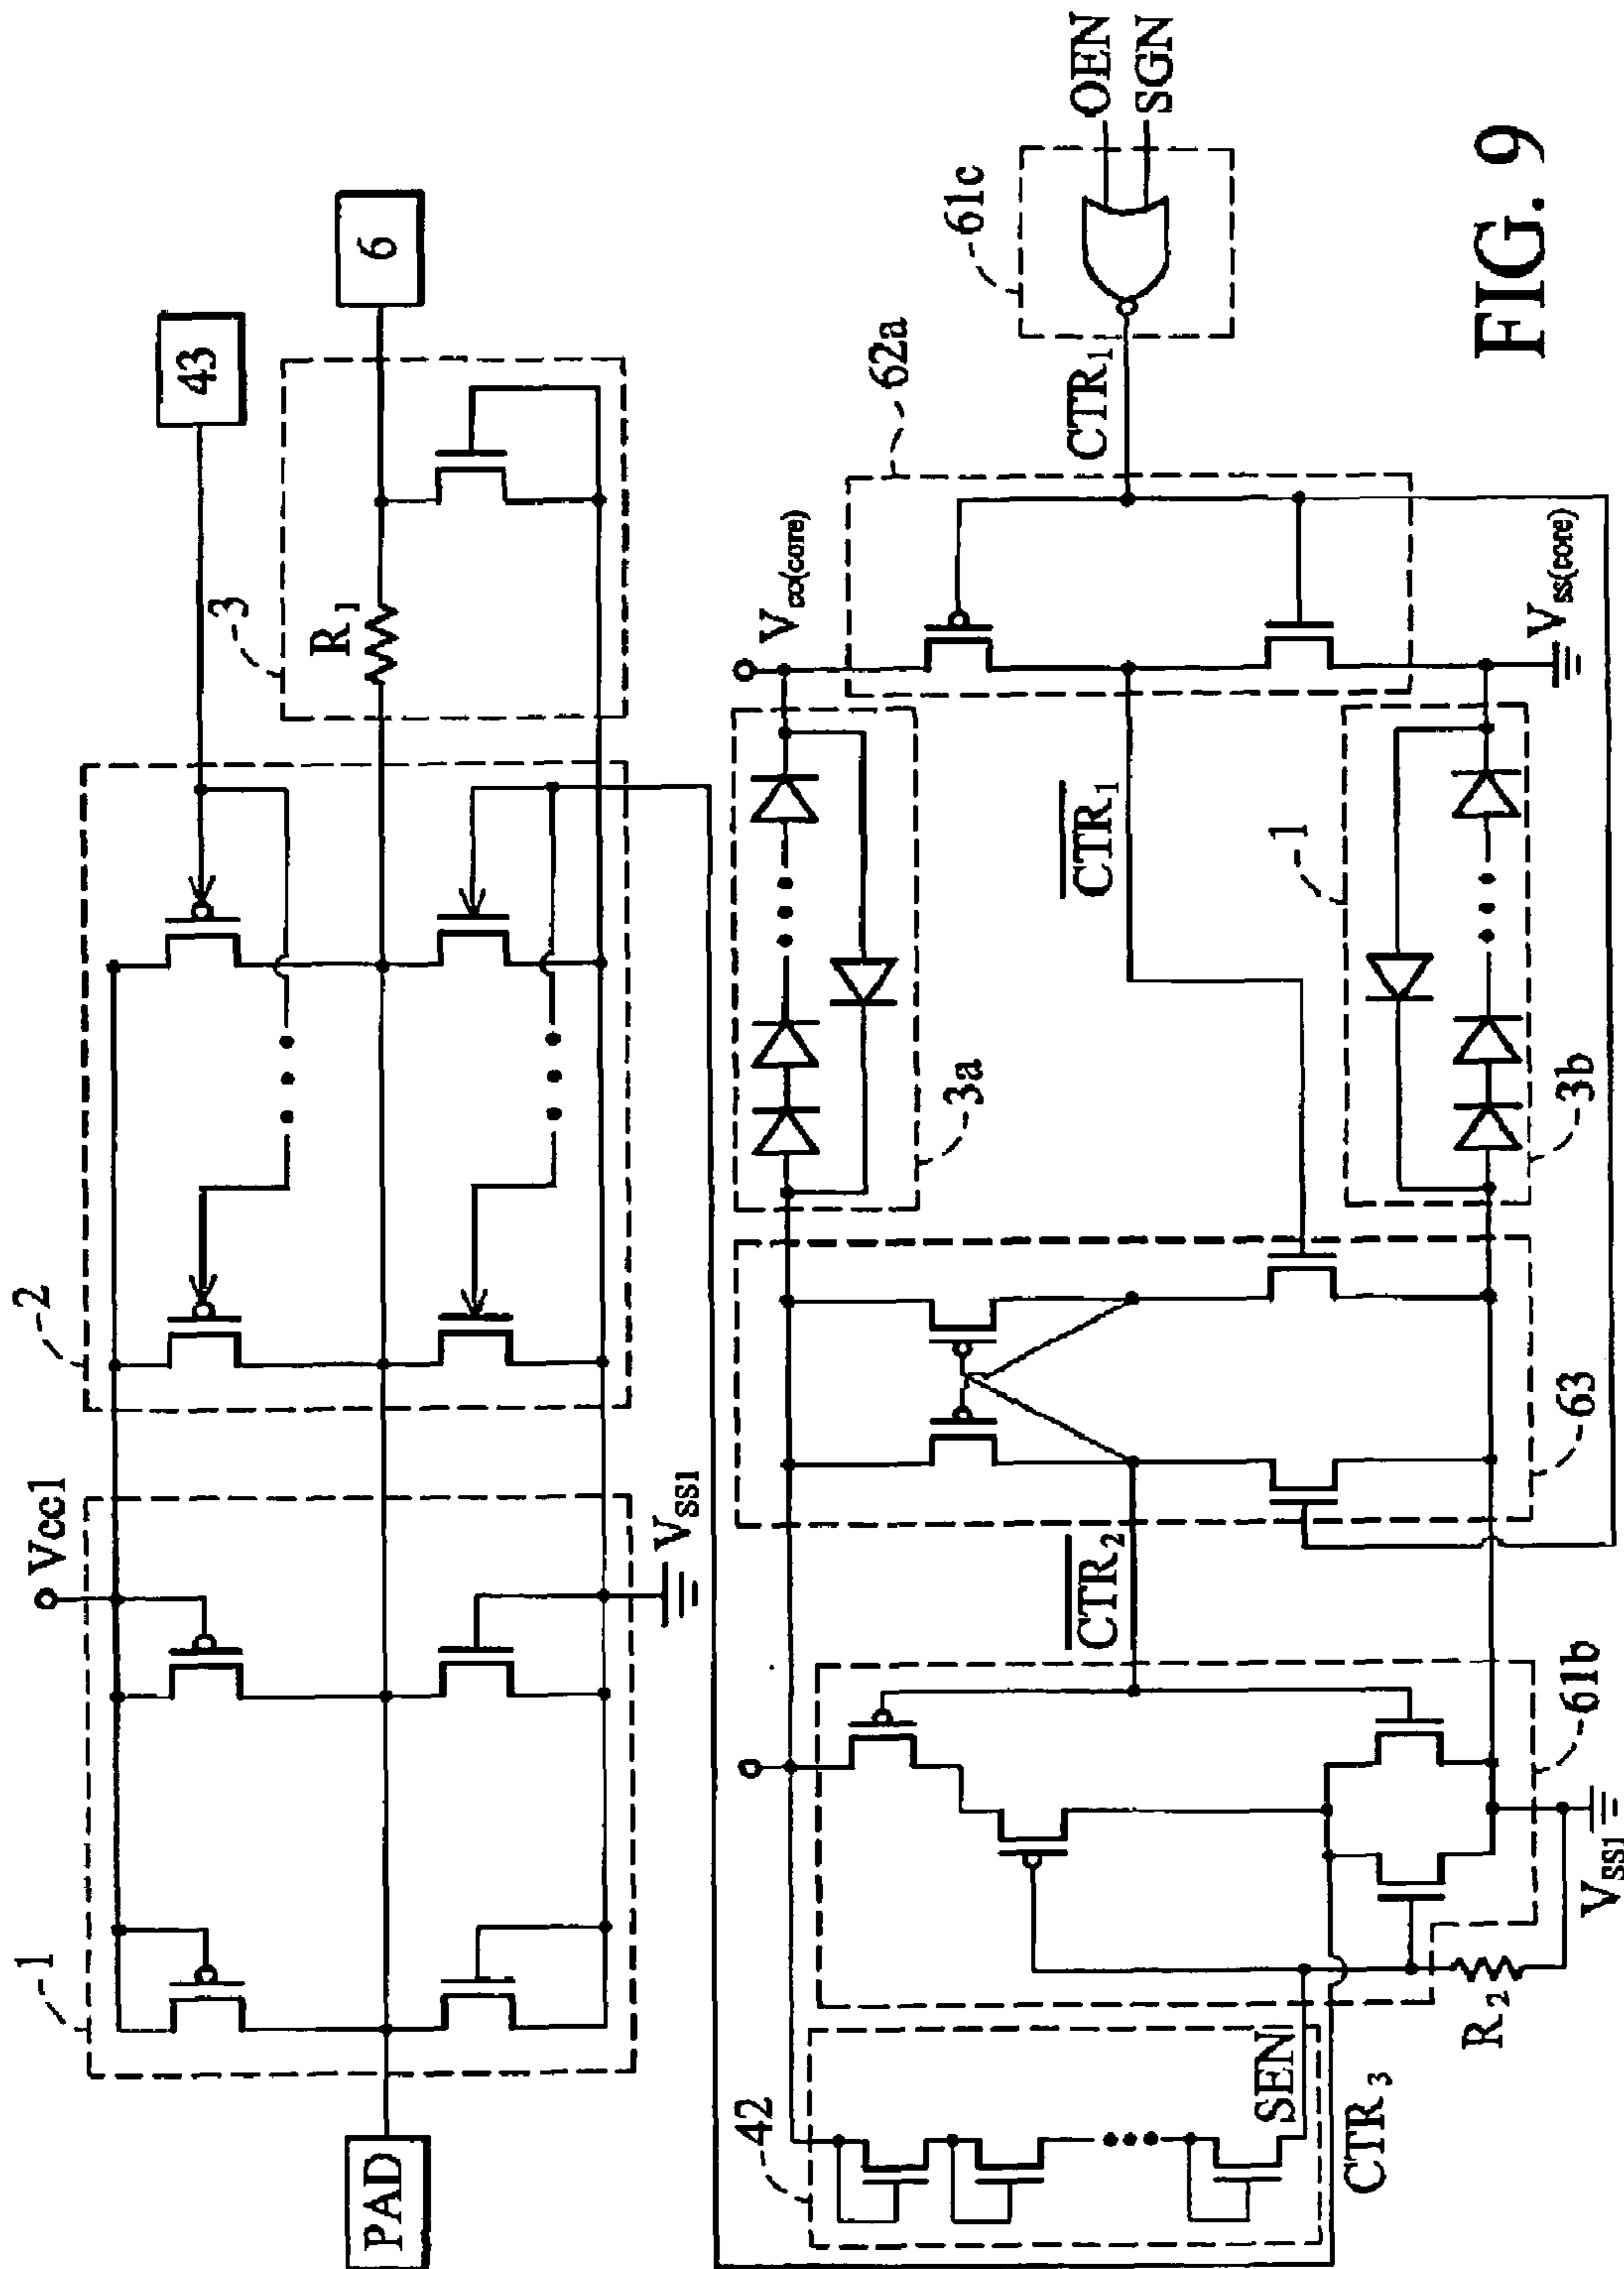 43
6
Vcc1
2
3
R1
1
PAD
VSS1
Vcc(core)
62a
61c
OEN
SGN
CTR1
3a
CTR1
1
3b
Vss(core)
CTR2
63
42
SEN
CTR3
R2
61b
VSS1
FIG. 9